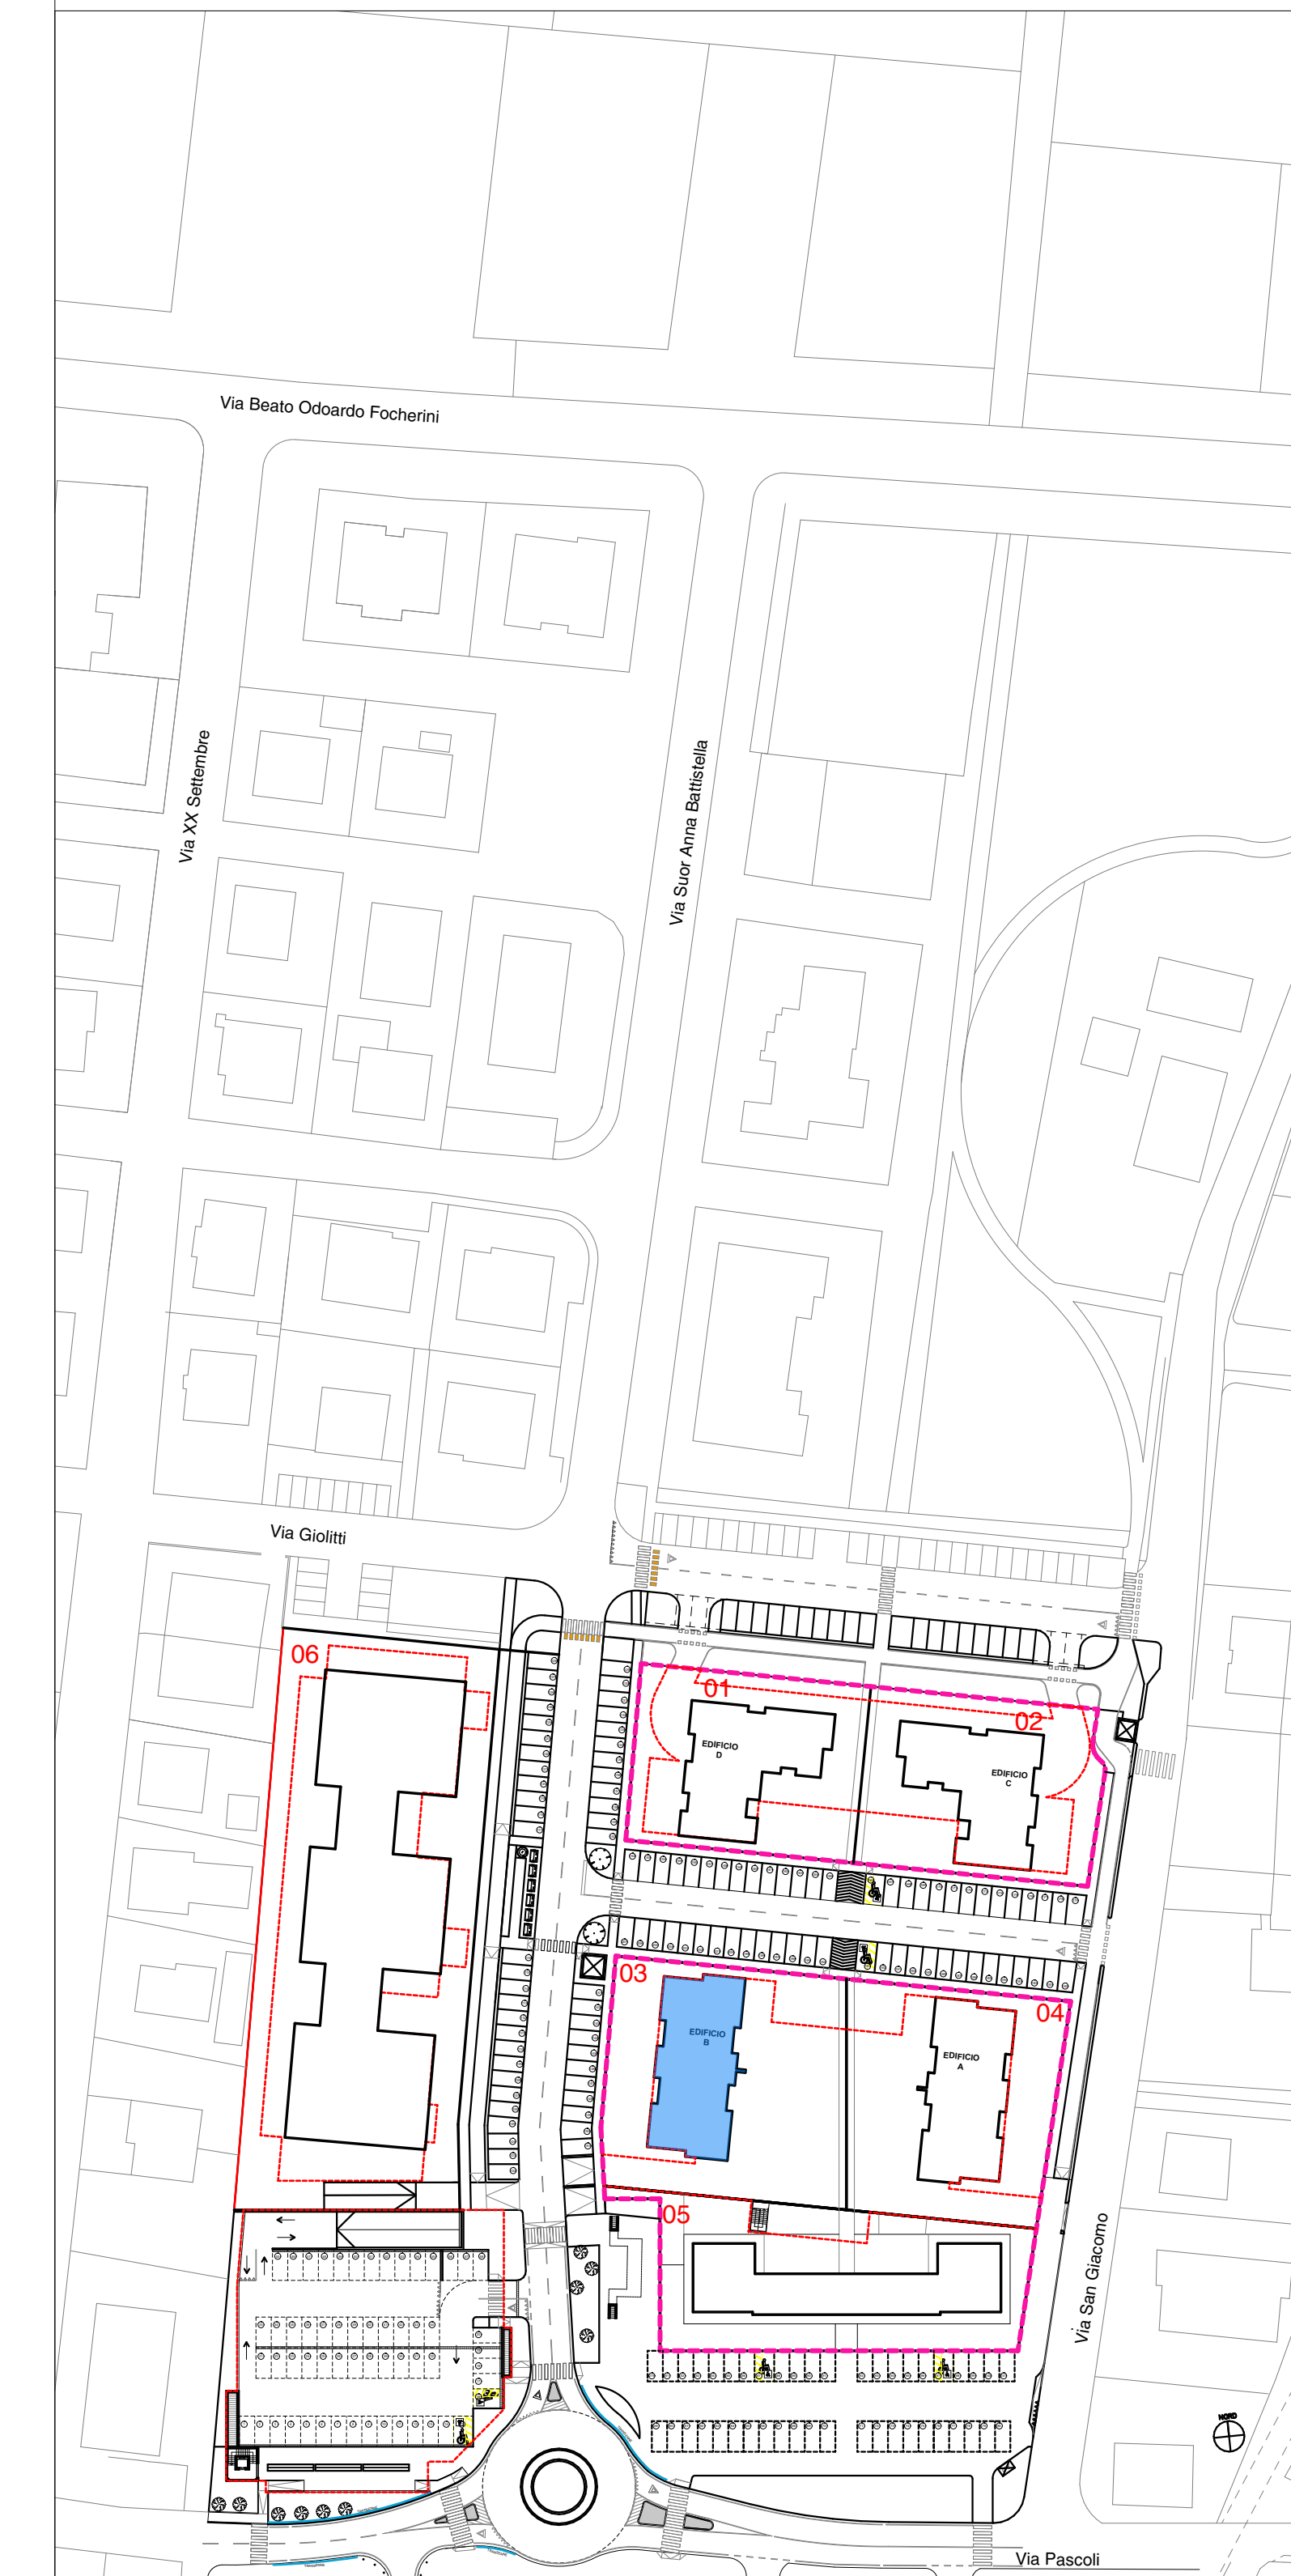 Via Beato Odoardo Focherini
Via XX Settembre
Via Suor Anna Battistella
Via Giolitti
06
01
02
EDIFICIO
D
EDIFICIO
C
03
04
EDIFICIO
B
EDIFICIO
A
05
Via San Giacomo
NORD
Via Pascoli